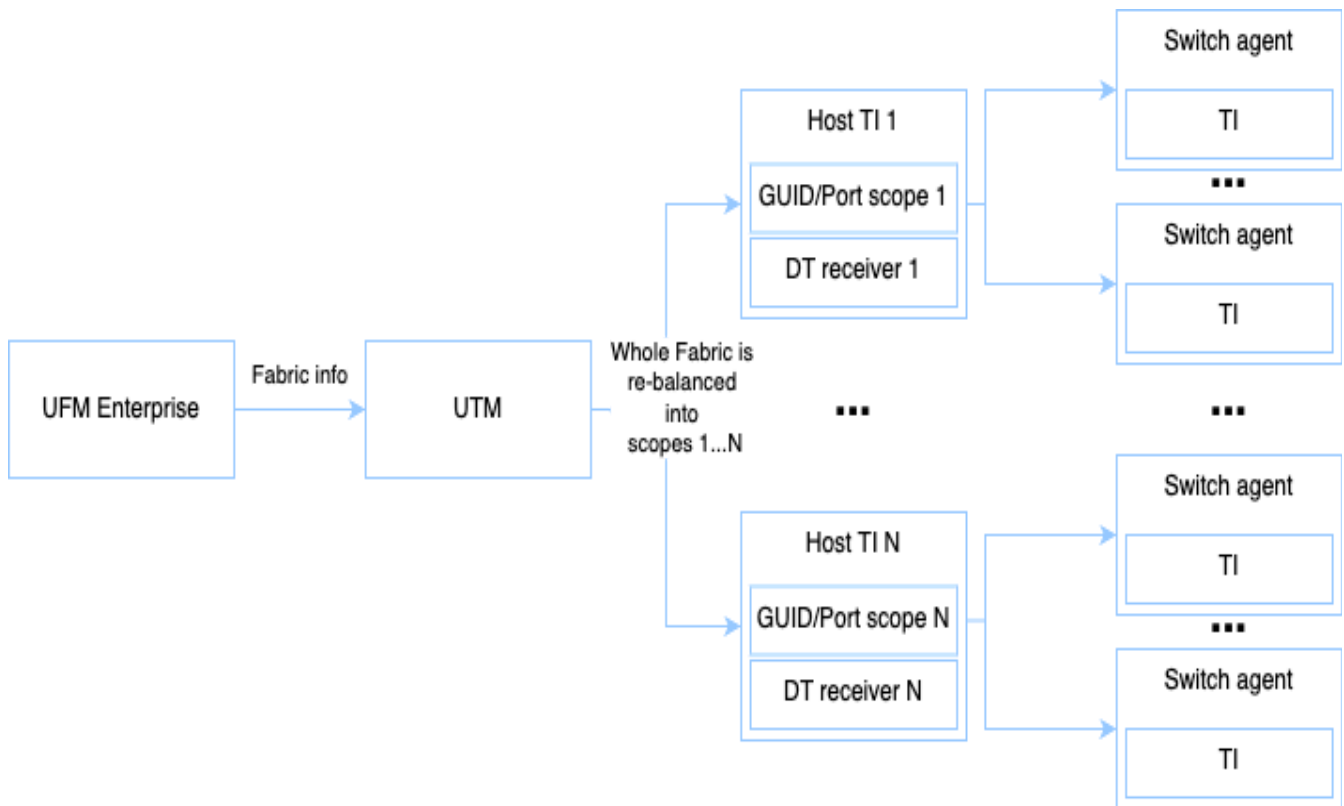 UFM Enterprise
Fabric info
UTM
Whole Fabric is
re-balanced
into
scopes 1...N
Host TI 1
GUID/Port scope 1
DT receiver 1
...
Host TI N
GUID/Port scope N
DT receiver N
Switch agent
TI
...
Switch agent
TI
...
Switch agent
TI
...
Switch agent
TI